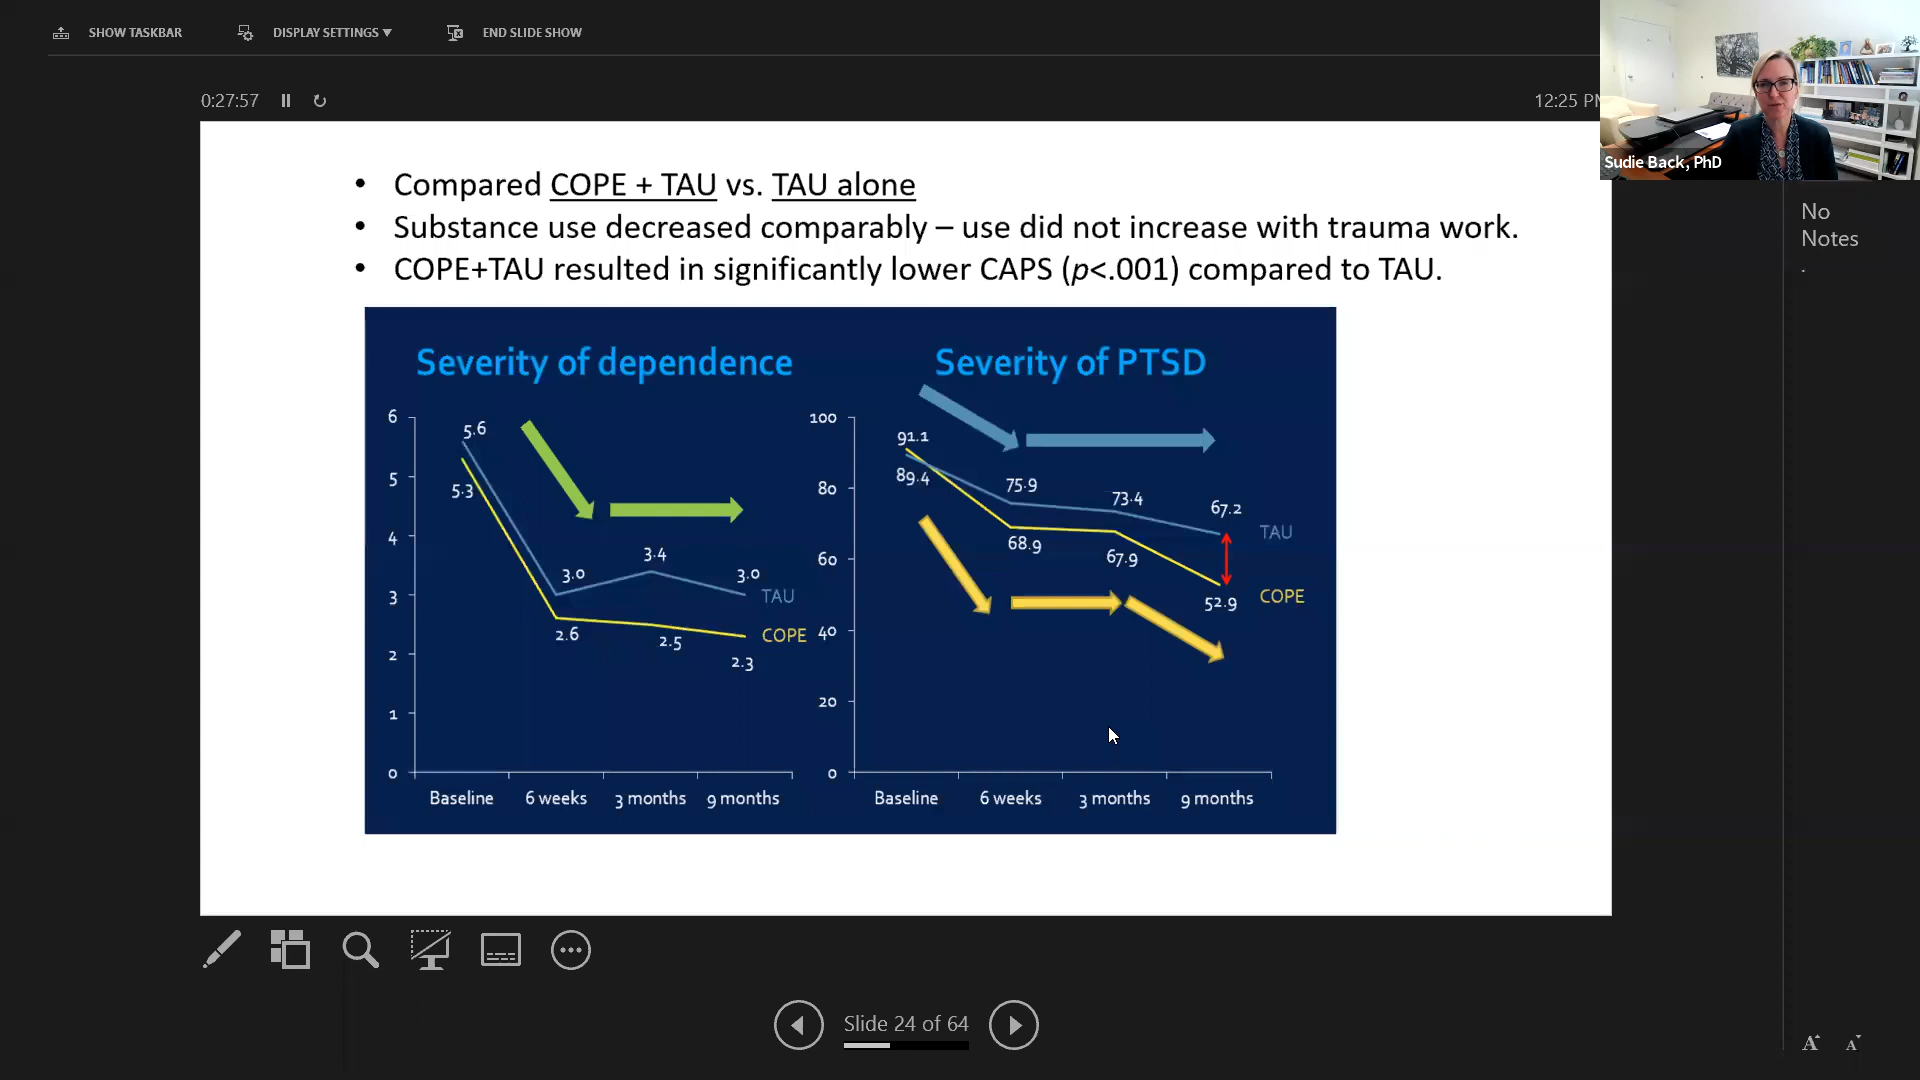 SHOW TASKBAR
DISPLAY SETTINGS
END SLIDE SHOW
0:27:57
12:25 PM
Sudie Back, PhD
No
Notes
.
• Compared COPE + TAU vs. TAU alone
• Substance use decreased comparably – use did not increase with trauma work.
• COPE+TAU resulted in significantly lower CAPS (p<.001) compared to TAU.
Severity of dependence
6
5
4
3
2
1
0
5.6
5.3
3.0
3.4
3.0
TAU
2.6
2.5
2.3
COPE
Baseline
6 weeks
3 months
9 months
Severity of PTSD
100
80
60
40
20
0
91.1
89.4
75.9
73.4
67.2
TAU
68.9
67.9
52.9
COPE
Baseline
6 weeks
3 months
9 months
Slide 24 of 64
A A